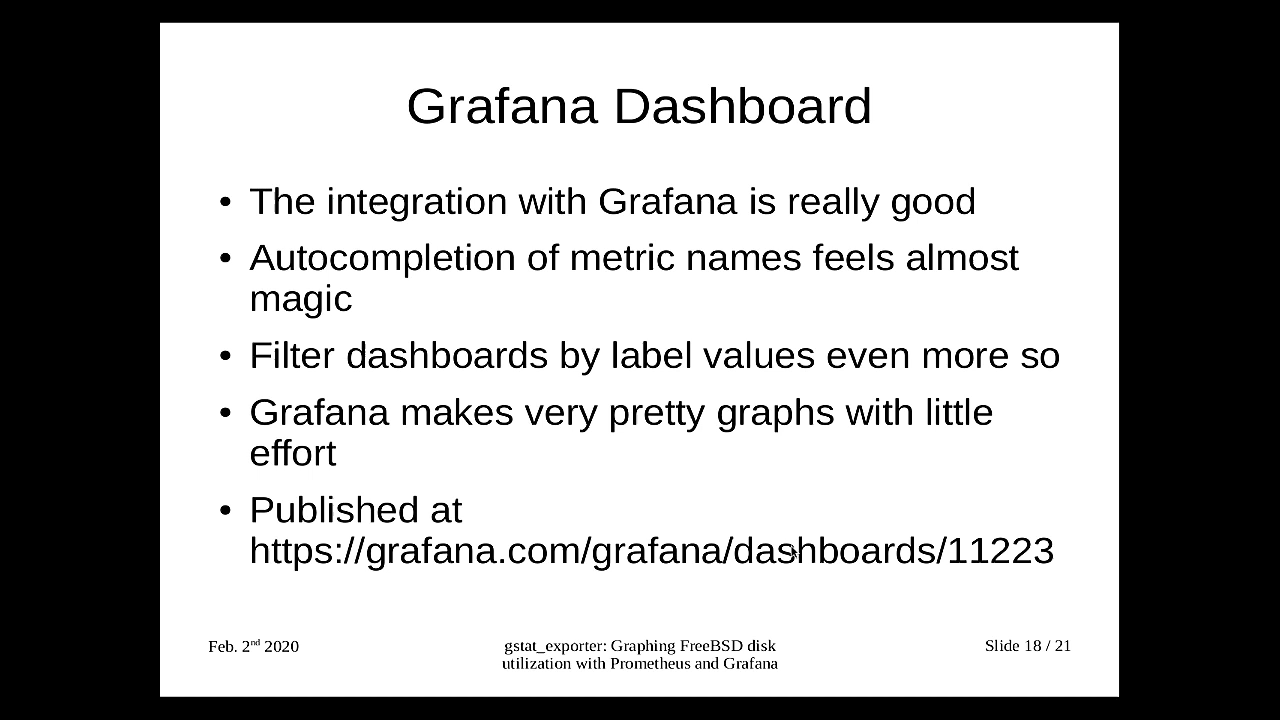 Grafana Dashboard
• The integration with Grafana is really good
• Autocompletion of metric names feels almost
magic
• Filter dashboards by label values even more so
• Grafana makes very pretty graphs with little
effort
• Published at
https://grafana.com/grafana/dashboards/11223
Feb. 2nd 2020
gstat_exporter: Graphing FreeBSD disk
utilization with Prometheus and Grafana
Slide 18 / 21